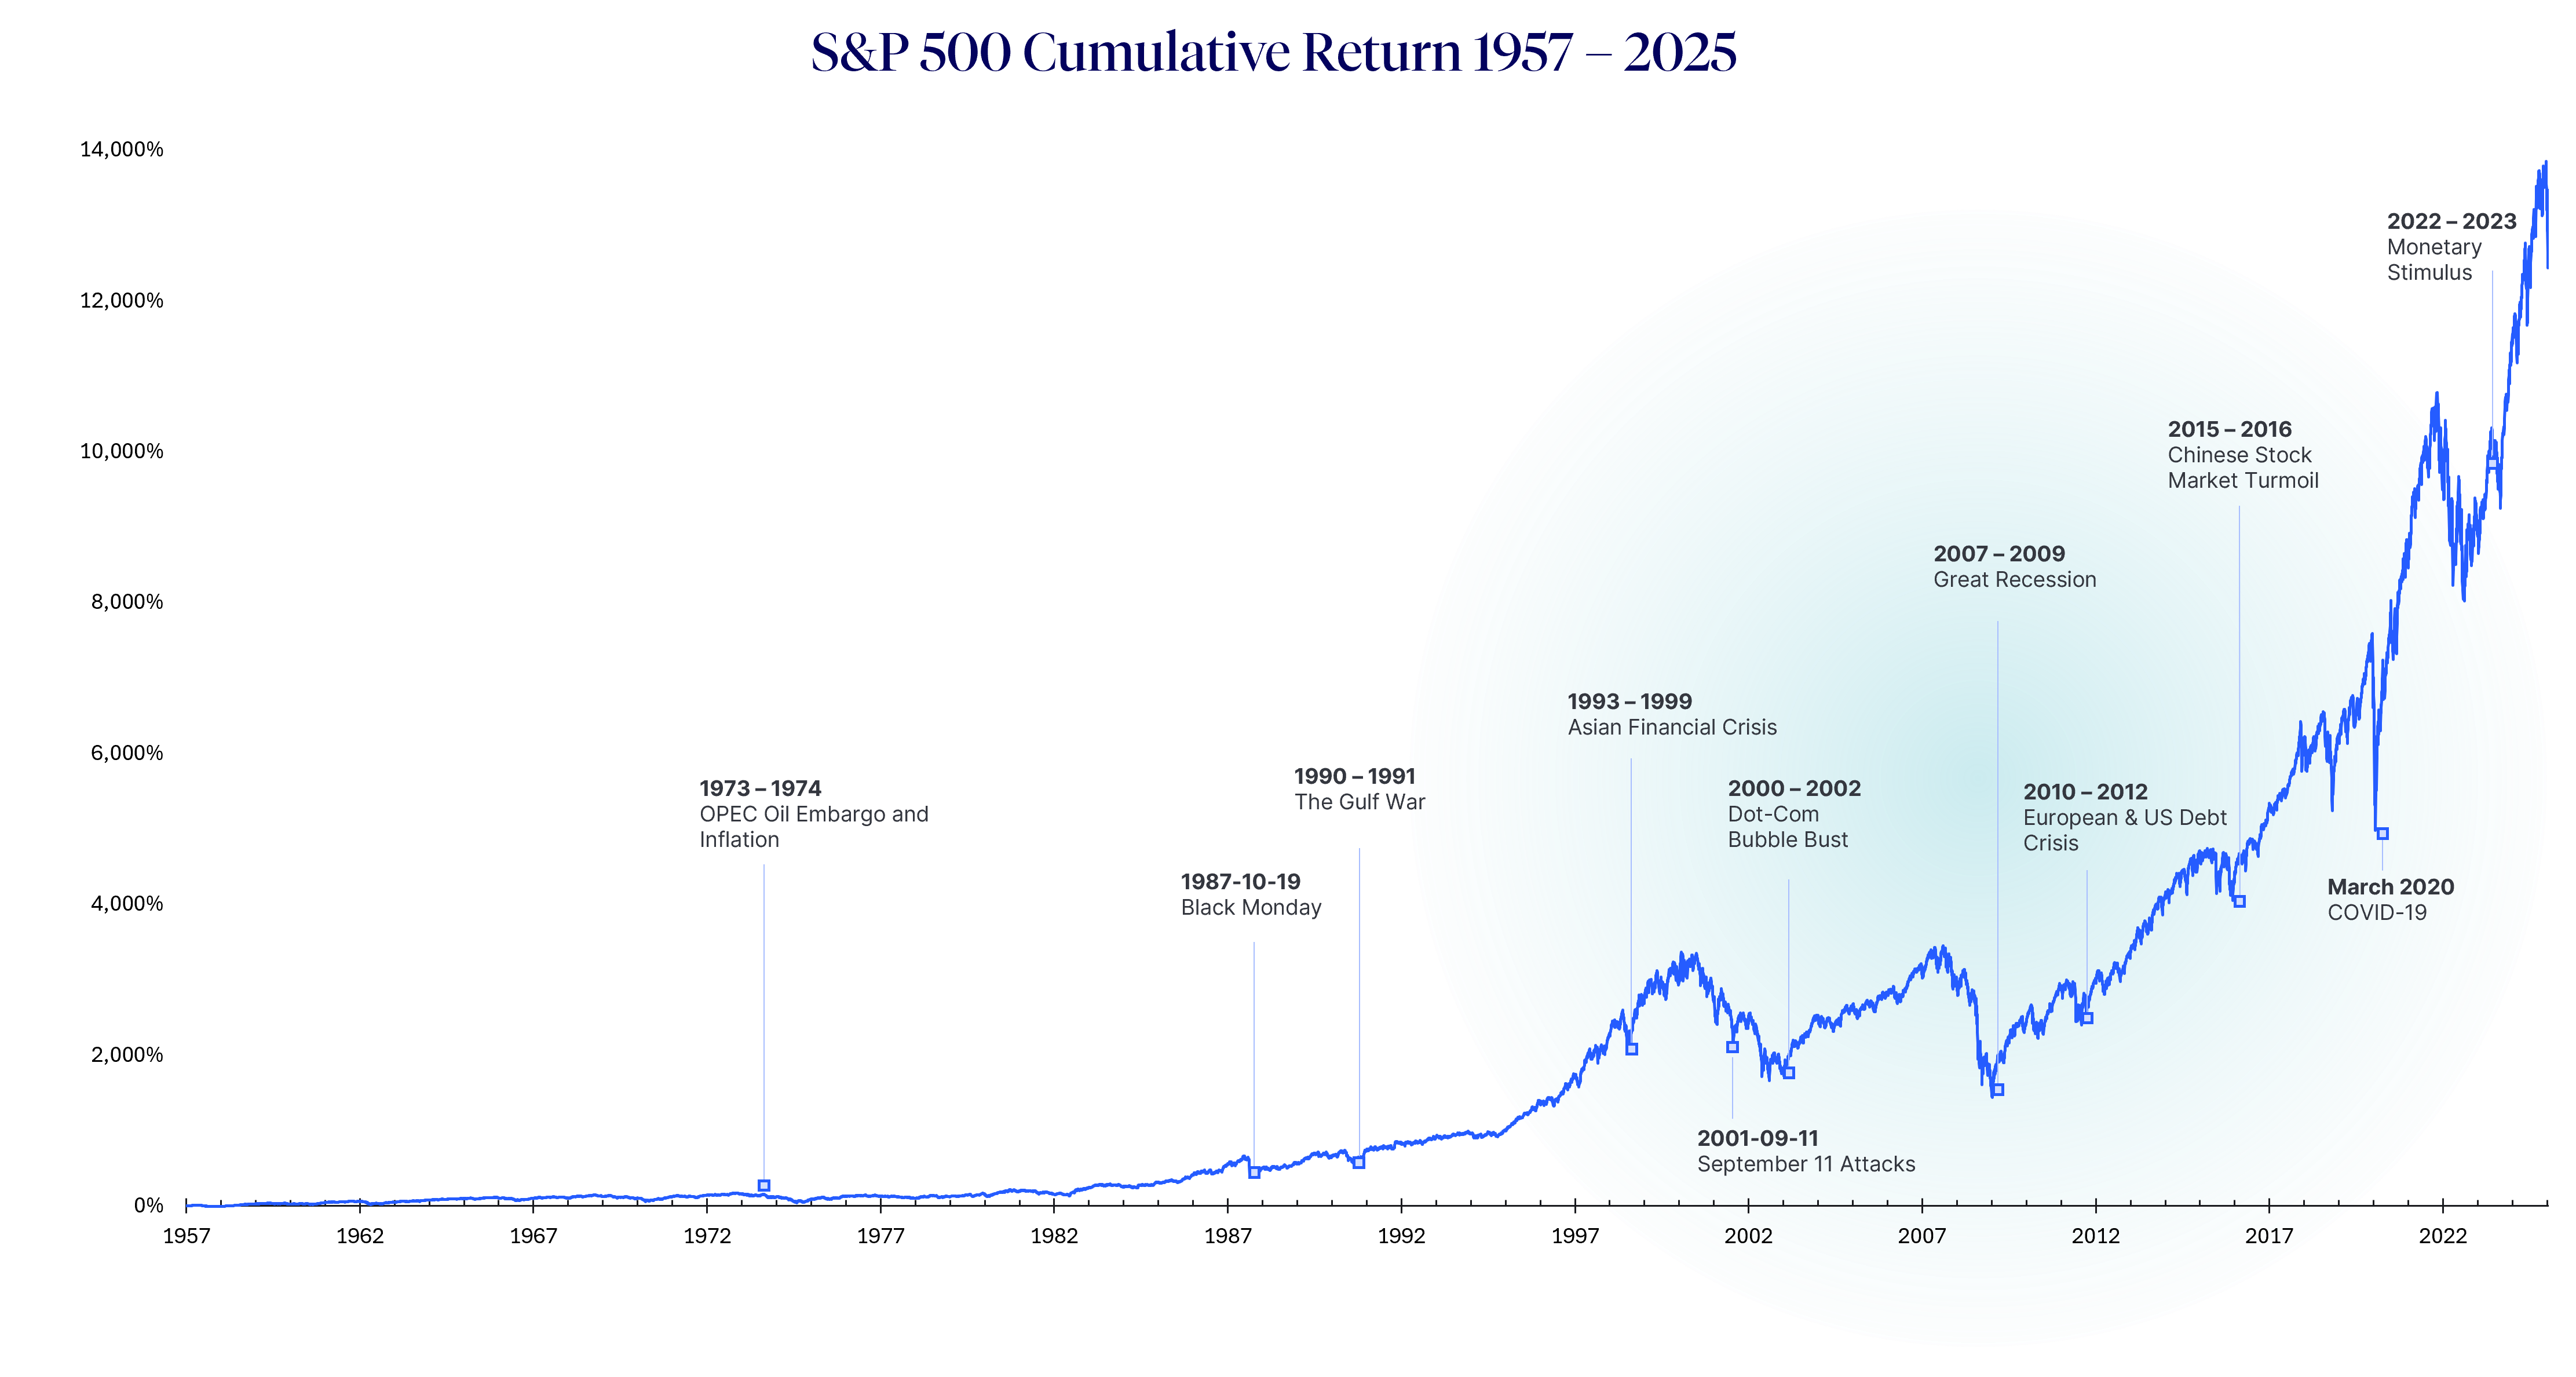 S&P 500 Cumulative Return 1957 – 2025
14,000%
12,000%
10,000%
8,000%
6,000%
4,000%
2,000%
0%
1973 – 1974
OPEC Oil Embargo and
Inflation
1987-10-19
Black Monday
1990 – 1991
The Gulf War
1993 – 1999
Asian Financial Crisis
2000 – 2002
Dot-Com
Bubble Bust
2001-09-11
September 11 Attacks
2007 – 2009
Great Recession
2010 – 2012
European & US Debt
Crisis
2015 – 2016
Chinese Stock
Market Turmoil
March 2020
COVID-19
2022 – 2023
Monetary
Stimulus
1957 1962 1967 1972 1977 1982 1987 1992 1997 2002 2007 2012 2017 2022